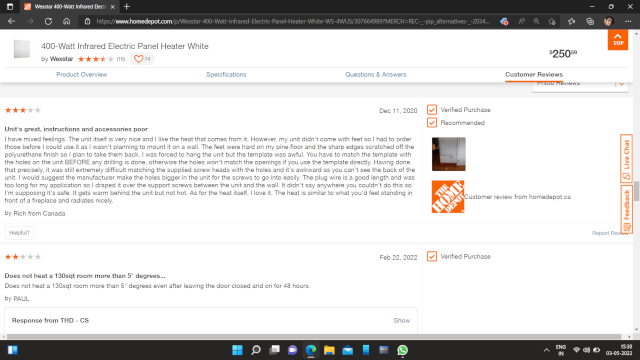 Wexstar 400-Watt Infrared Electri
https://www.homedepot.com/p/Wexstar-400-Watt-Infrared-Electric-Panel-Heater-White-WS-4WUS/307664989?MERCH=REC-_-pip_alternatives-_-2034...
400-Watt Infrared Electric Panel Heater White
by Wexstar (16) 74
$250.69
TOP
Product Overview Specifications Questions & Answers Customer Reviews
Photo Reviews
Dec 11, 2020
Verified Purchase
Recommended
Unit's great, instructions and accessories poor
I have mixed feelings. The unit itself is very nice and I like the heat that comes from it. However, my unit didn't come with feet so I had to order
those before I could use it as I wasn't planning to mount it on a wall. The feet were hard on my pine floor and the sharp edges scratched off the
polyurethane finish so I plan to take them back. I was forced to hang the unit but the template was awful. You have to match the template with
the holes on the unit BEFORE any drilling is done, otherwise the holes won't match the openings if you use the template directly. Having done
that precisely, it was still extremely difficult matching the supplied screw heads with the holes and it's awkward as you can't see the back of the
unit. I would suggest the manufacturer make the holes bigger in the unit for the screws to go into easily. The plug wire is a good length and was
too long for my application so I draped it over the support screws between the unit and the wall. It didn't say anywhere you couldn't do this so
I'm supposing it's safe. It gets warm behind the unit but not hot. As for the heat itself, I love it. The heat is similar to what you'd feel standing in
front of a fireplace and radiates nicely.
by Rich from Canada
THE HOME DEPOT
Customer review from homedepot.ca
Live Chat
Feedback
Helpful?
Report Review
Feb 22, 2022
Verified Purchase
Does not heat a 130sqt room more than 5° degrees...
Does not heat a 130sqt room more than 5° degrees even after leaving the door closed and on for 48 hours.
by PAUL
Response from THD - CS Show
ENG
IN
15:30
03-05-2022